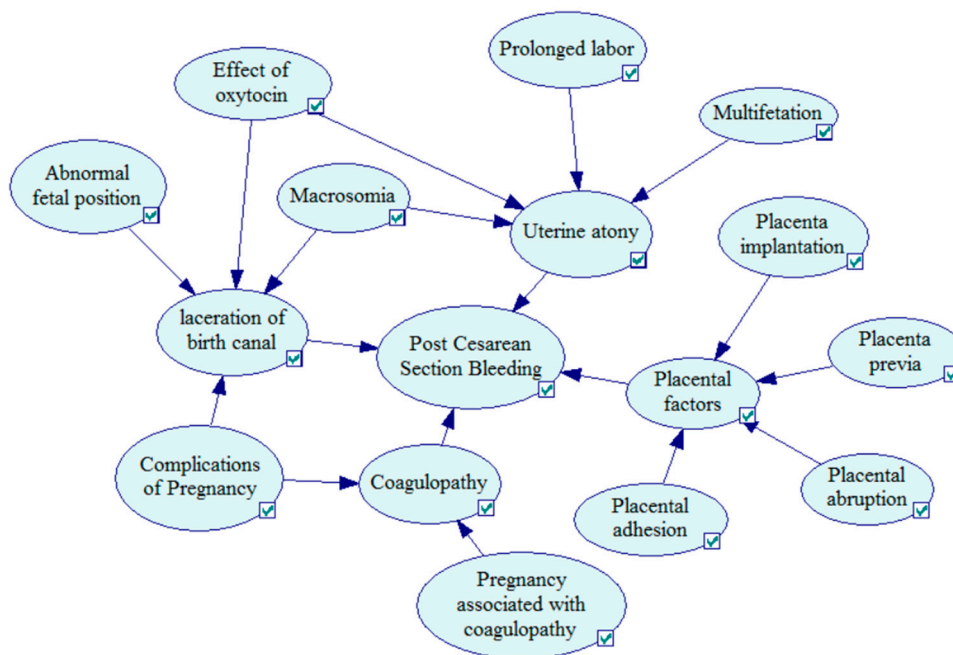 Prolonged labor
Effect of
oxytocin
Multifetation
Abnormal
fetal position
Macrosomia
Uterine atony
Placenta
implantation
laceration of
birth canal
Post Cesarean
Section Bleeding
Placenta
previa
Placental
factors
Complications
of Pregnancy
Coagulopathy
Placental
adhesion
Placental
abruption
Pregnancy
associated with
coagulopathy